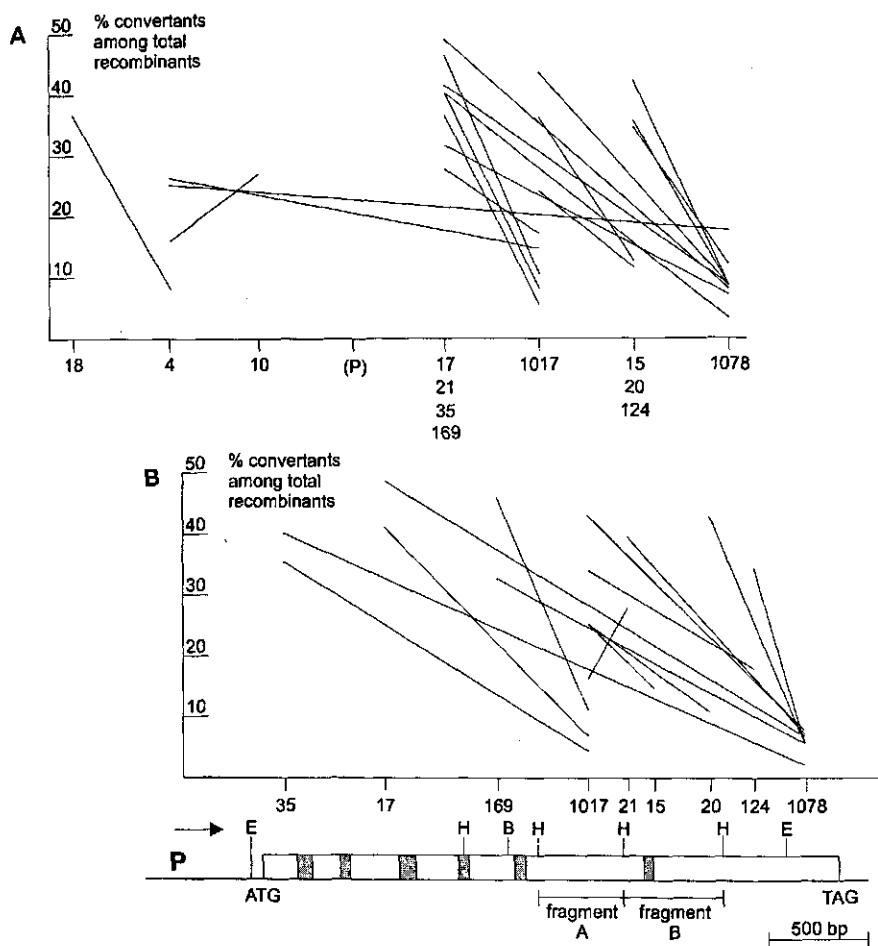 A
% convertants
among total
recombinants
50
40
30
20
10
18 4 10 (P) 17 1017 15 1078
21 20
35 124
169
B
% convertants
among total
recombinants
50
40
30
20
10
35 17 169 1017 21 15 20 124 1078
E H B H H H E
P
ATG TAG
fragment A
fragment B
500 bp